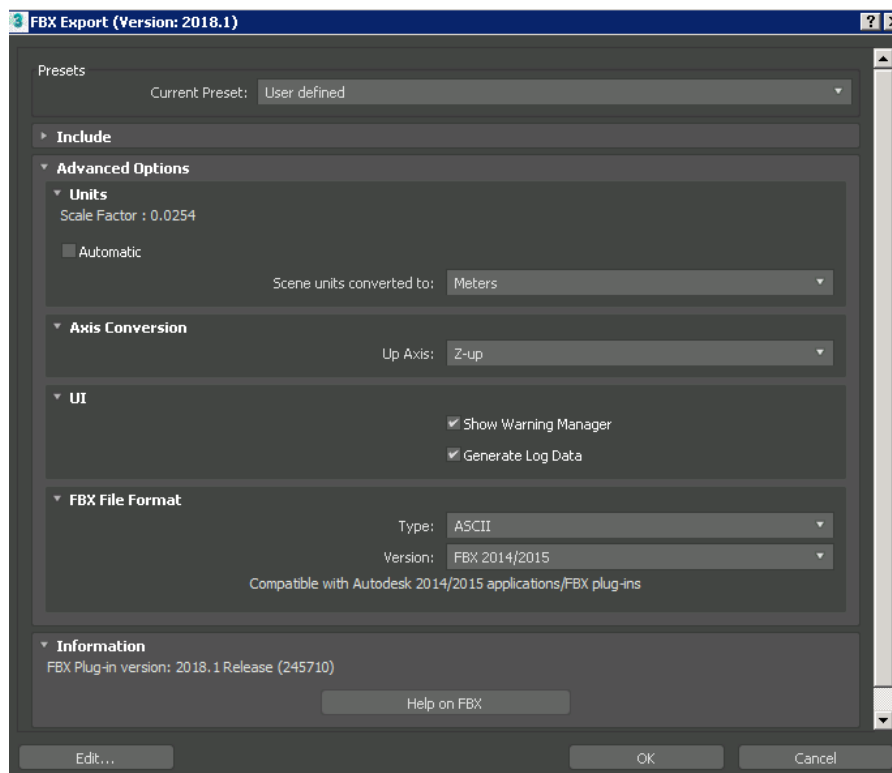 FBX Export (Version: 2018.1)
Presets
Current Preset: User defined
Include
Advanced Options
Units
Scale Factor : 0.0254
Automatic
Scene units converted to: Meters
Axis Conversion
Up Axis: Z-up
UI
Show Warning Manager
Generate Log Data
FBX File Format
Type: ASCII
Version: FBX 2014/2015
Compatible with Autodesk 2014/2015 applications/FBX plug-ins
Information
FBX Plug-in version: 2018.1 Release (245710)
Help on FBX
Edit... OK Cancel